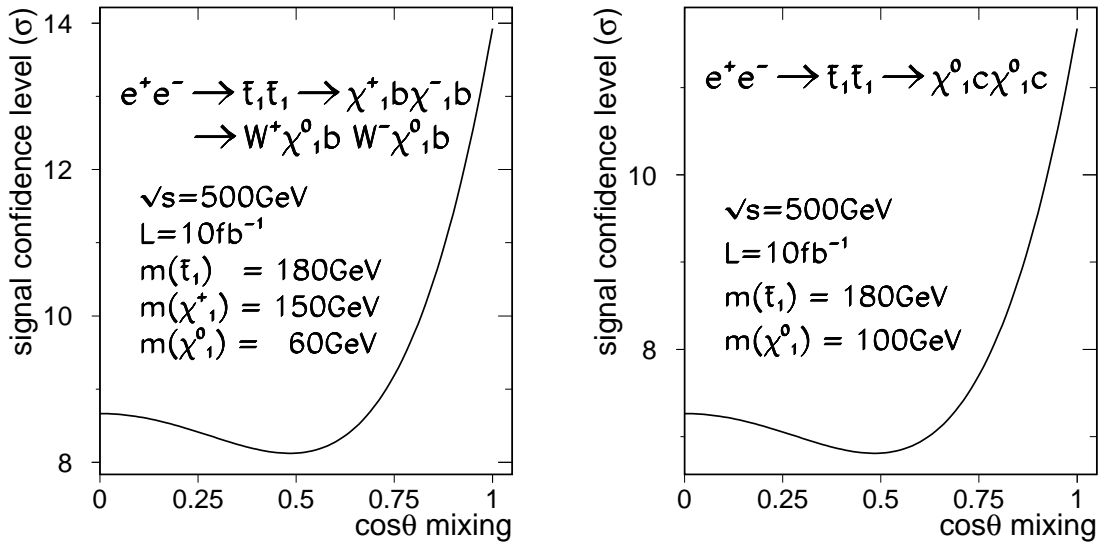 signal confidence level (σ)
14
12
10
8
e⁺e⁻ → t̄₁t̄₁ → χ⁺₁bχ⁻₁b
→ W⁺χ⁰₁b W⁻χ⁰₁b
√s=500GeV
L=10fb⁻¹
m(t̄₁) = 180GeV
m(χ⁺₁) = 150GeV
m(χ⁰₁) = 60GeV
0 0.25 0.5 0.75 1
cosθ mixing
signal confidence level (σ)
10
8
e⁺e⁻ → t̄₁t̄₁ → χ⁰₁cχ⁰₁c
√s=500GeV
L=10fb⁻¹
m(t̄₁) = 180GeV
m(χ⁰₁) = 100GeV
0 0.25 0.5 0.75 1
cosθ mixing